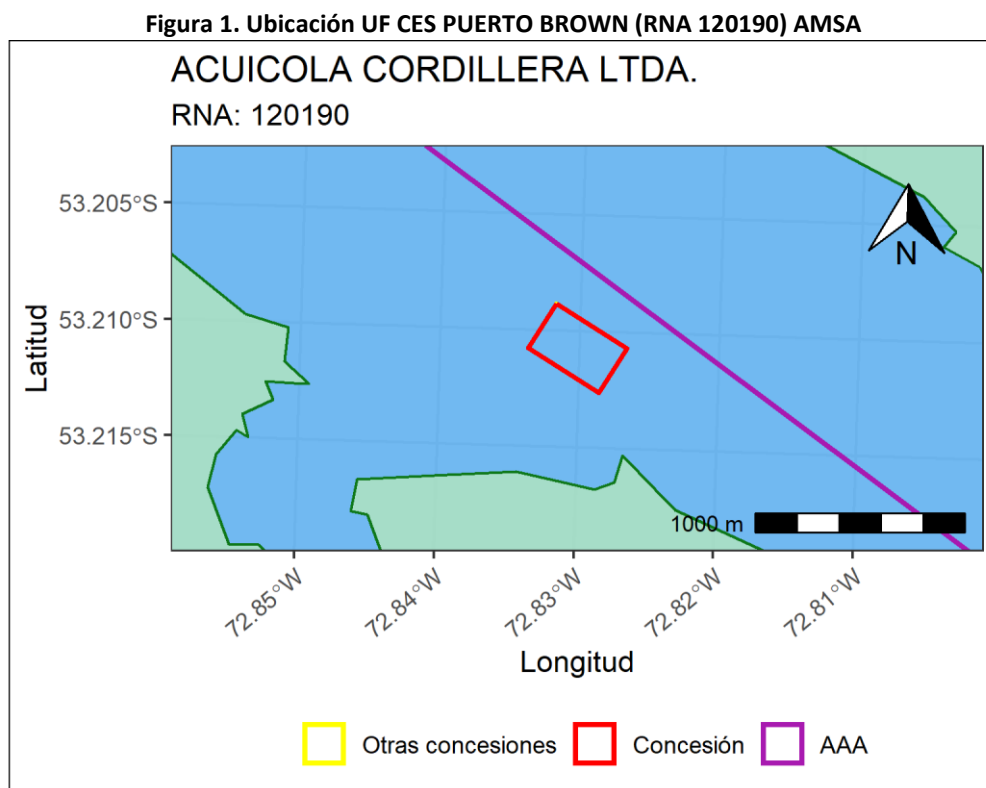 Figura 1. Ubicación UF CES PUERTO BROWN (RNA 120190) AMSA
ACUICOLA CORDILLERA LTDA.
RNA: 120190
53.205°S
53.210°S
53.215°S
Latitud
N
1000 m
72.85°W
72.84°W
72.83°W
72.82°W
72.81°W
Longitud
Otras concesiones
Concesión
AAA